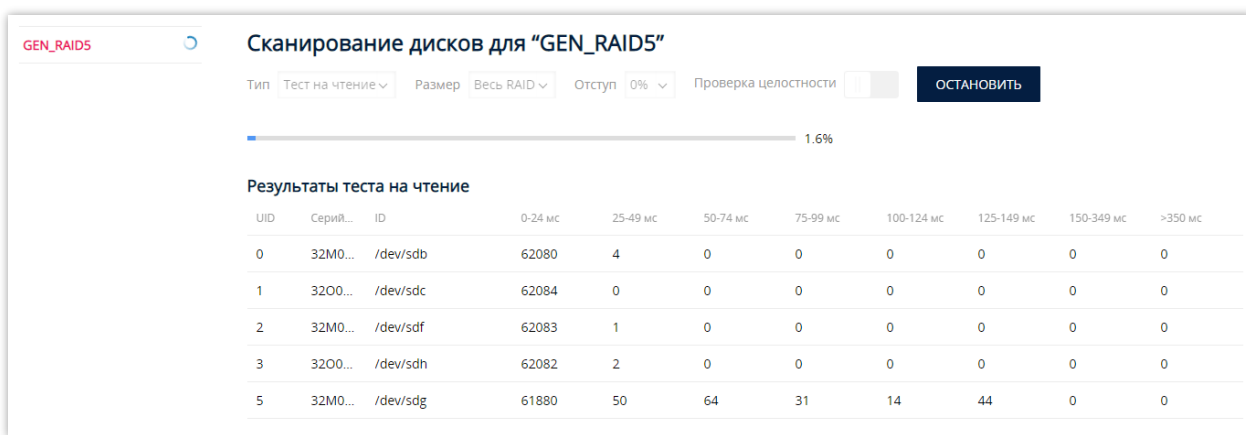 GEN_RAID5
Сканирование дисков для “GEN_RAID5”
Тип Тест на чтение Размер Весь RAID Отступ 0% Проверка целостности ОСТАНОВИТЬ
1.6%
Результаты теста на чтение
UID Серий... ID 0-24 мс 25-49 мс 50-74 мс 75-99 мс 100-124 мс 125-149 мс 150-349 мс >350 мс
0 32M0... /dev/sdb 62080 4 0 0 0 0 0 0
1 32O0... /dev/sdc 62084 0 0 0 0 0 0 0
2 32M0... /dev/sdf 62083 1 0 0 0 0 0 0
3 32O0... /dev/sdh 62082 2 0 0 0 0 0 0
5 32M0... /dev/sdg 61880 50 64 31 14 44 0 0